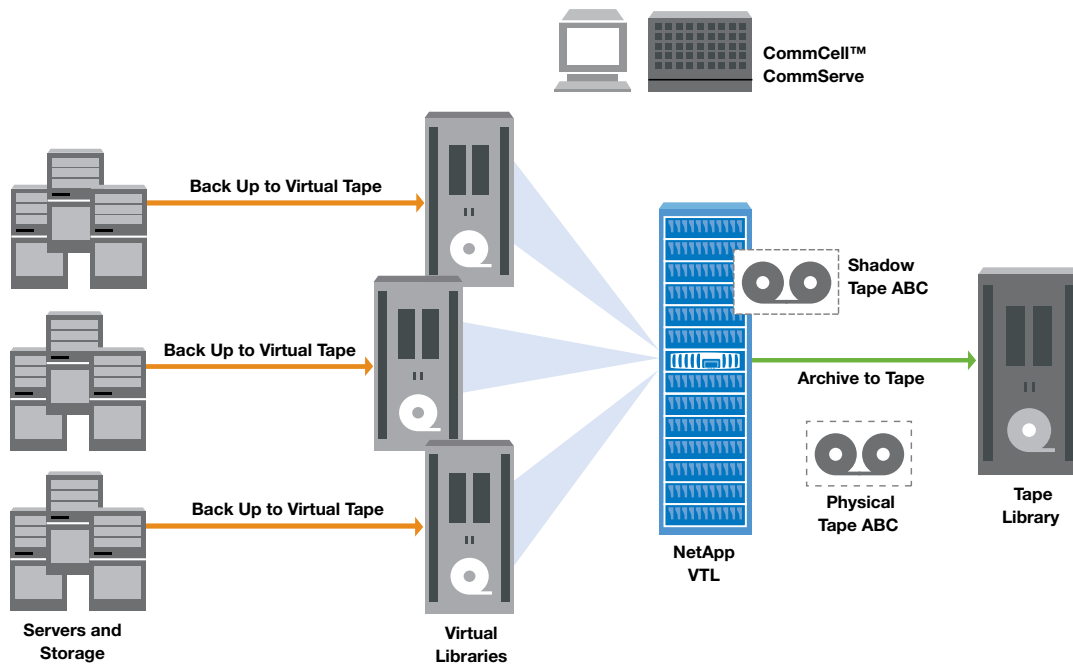 CommCell™
CommServe
Back Up to Virtual Tape
Shadow
Tape ABC
Back Up to Virtual Tape
Archive to Tape
Back Up to Virtual Tape
Physical
Tape ABC
Tape
Library
NetApp
VTL
Servers and
Storage
Virtual
Libraries